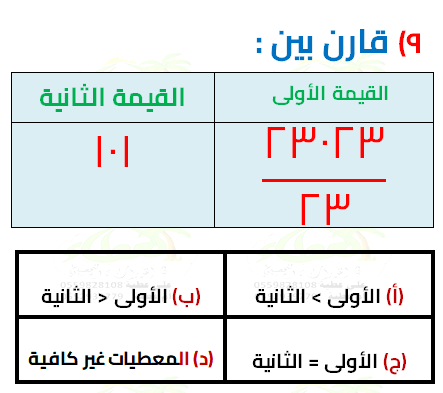 ٩) قارن بين :
القيمة الأولى
القيمة الثانية
٢٣٠٢٣
٢٣
١٠١
(أ) الأولى < الثانية
(ب) الأولى > الثانية
(ج) الأولى = الثانية
(د) المعطيات غير كافية